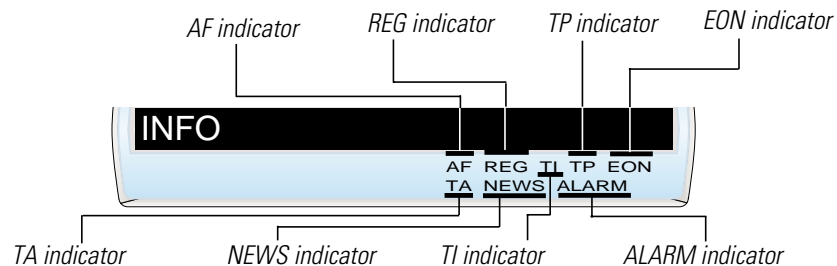 AF indicator REG indicator TP indicator EON indicator
INFO
AF REG TI TP EON
TA NEWS ALARM
TA indicator NEWS indicator TI indicator ALARM indicator